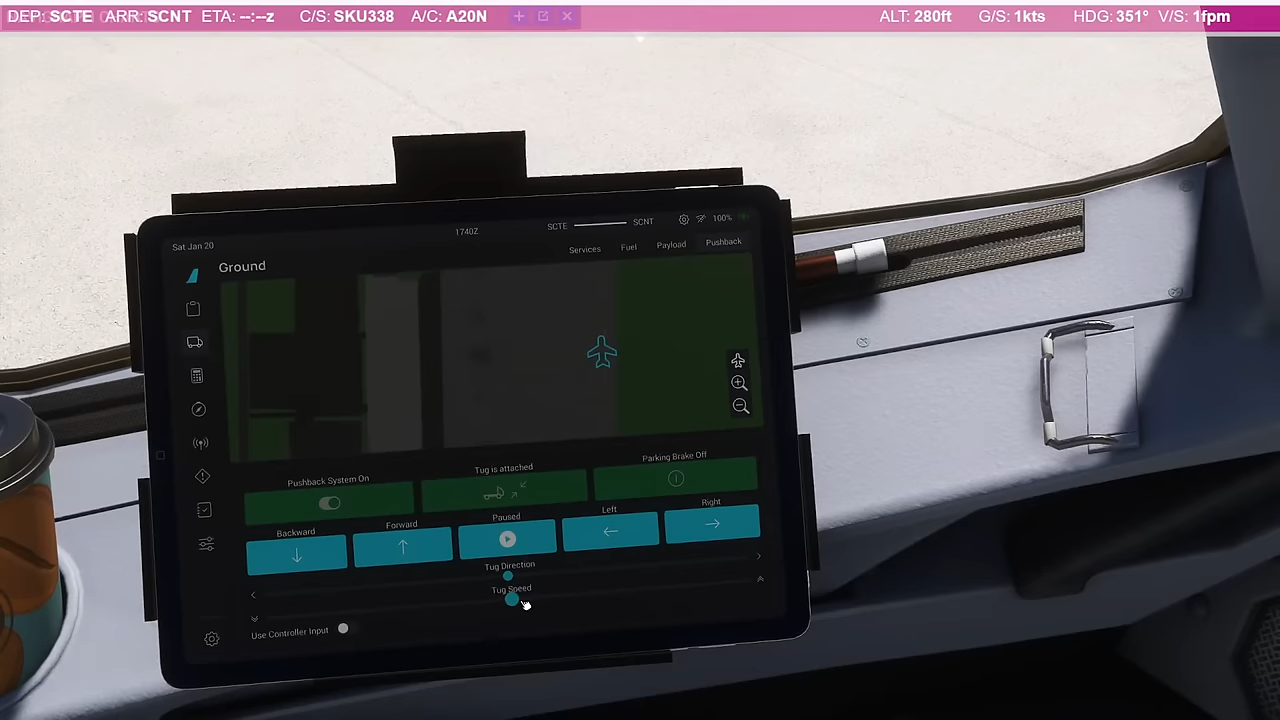 DEP: SCTE ARR: SCNT ETA: --:--z C/S: SKU338 A/C: A20N ALT: 280ft G/S: 1kts HDG: 351° V/S: 1fpm
Sat Jan 20 1740Z SCTE SCNT 100%
Ground Services Fuel Payload Pushback
Pushback System On Tug is attached Parking Brake Off
Backward Forward Paused Left Right
Tug Direction
Tug Speed
Use Controller Input